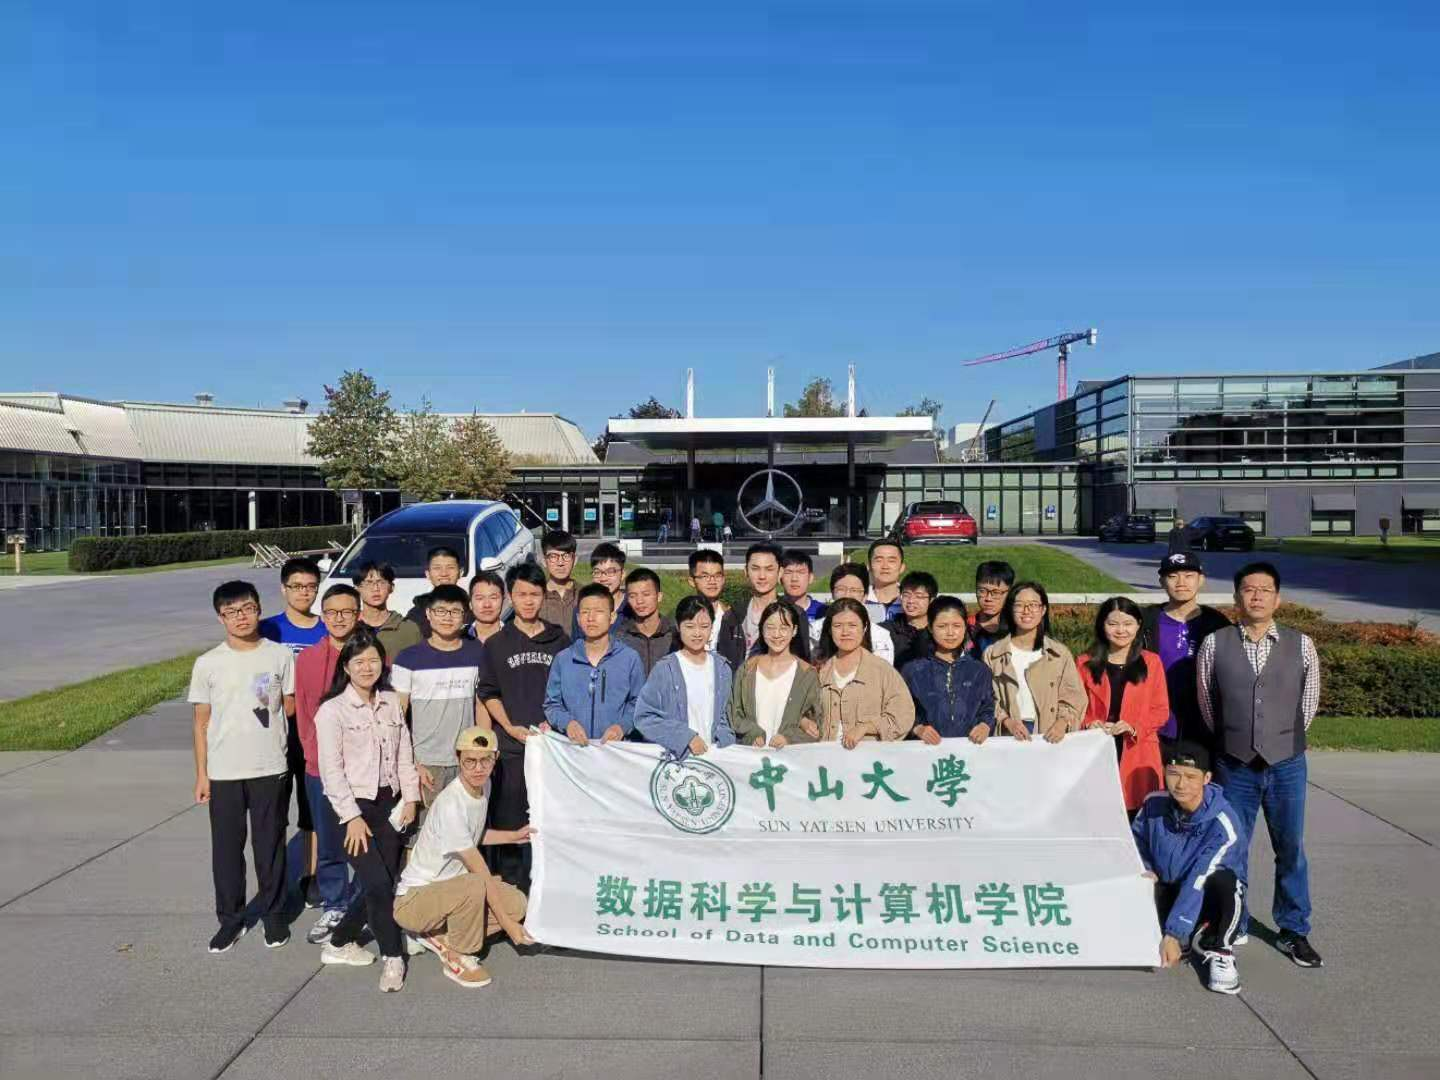 中山大學
SUN YAT-SEN UNIVERSITY
数据科学与计算机学院
School of Data and Computer Science